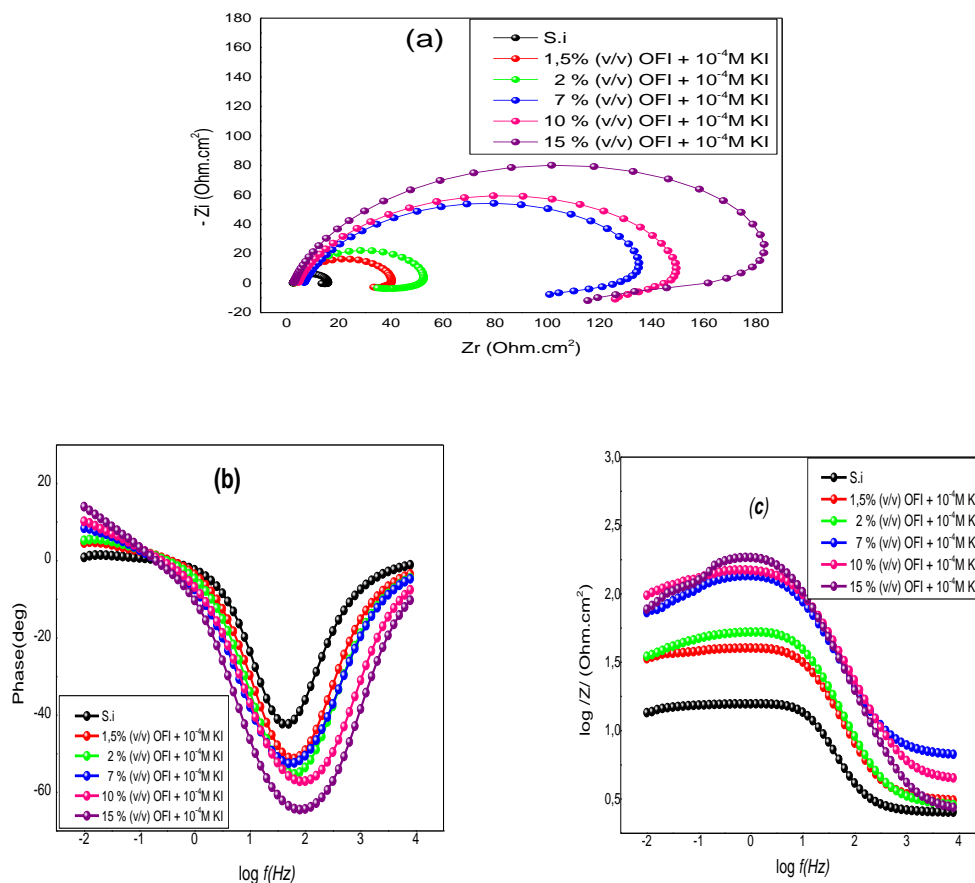 (a)
S.i
1,5% (v/v) OFI + 10⁻⁴M KI
2 % (v/v) OFI + 10⁻⁴M KI
7 % (v/v) OFI + 10⁻⁴M KI
10 % (v/v) OFI + 10⁻⁴M KI
15 % (v/v) OFI + 10⁻⁴M KI
180
160
140
120
100
80
60
40
20
0
-20
- Zi (Ohm.cm²)
0 20 40 60 80 100 120 140 160 180
Zr (Ohm.cm²)
(b)
20
0
-20
-40
-60
Phase(deg)
S.i
1,5% (v/v) OFI + 10⁻⁴M KI
2 % (v/v) OFI + 10⁻⁴M KI
7 % (v/v) OFI + 10⁻⁴M KI
10 % (v/v) OFI + 10⁻⁴M KI
15 % (v/v) OFI + 10⁻⁴M KI
-2 -1 0 1 2 3 4
log f(Hz)
(c)
3,0
2,5
2,0
1,5
1,0
0,5
log /Z/ (Ohm.cm²)
S.i
1,5% (v/v) OFI + 10⁻⁴M K
2 % (v/v) OFI + 10⁻⁴M K
7 % (v/v) OFI + 10⁻⁴M K
10 % (v/v) OFI + 10⁻⁴M K
15 % (v/v) OFI + 10⁻⁴M K
-2 -1 0 1 2 3 4
log f(Hz)